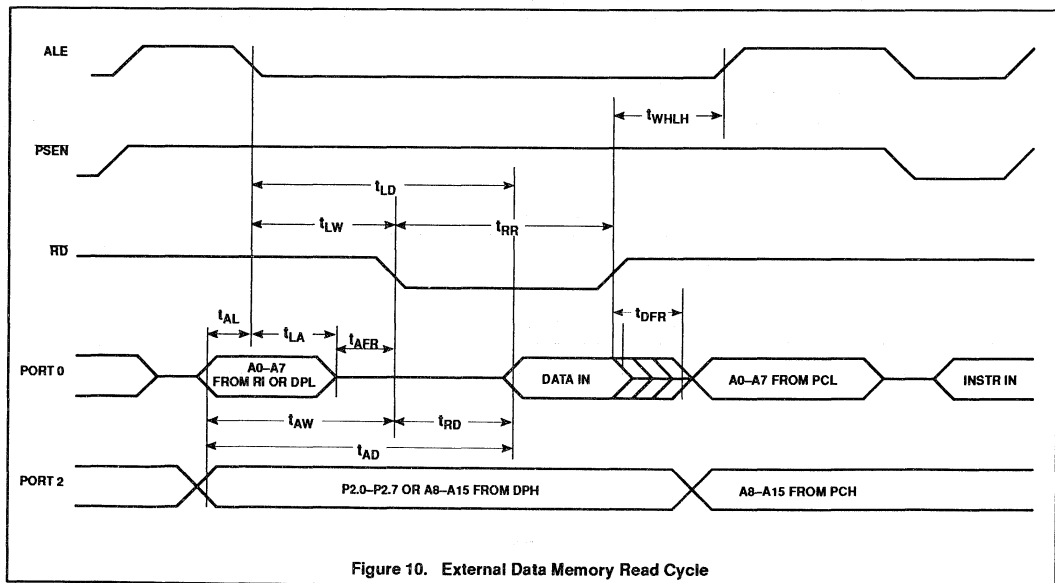 ALE
tWHLH
PSEN
tLD
tLW
tRR
RD
tAL
tLA
tAFR
tDFR
PORT 0
A0–A7
FROM RI OR DPL
DATA IN
A0–A7 FROM PCL
INSTR IN
tAW
tRD
tAD
PORT 2
P2.0–P2.7 OR A8–A15 FROM DPH
A8–A15 FROM PCH
Figure 10. External Data Memory Read Cycle